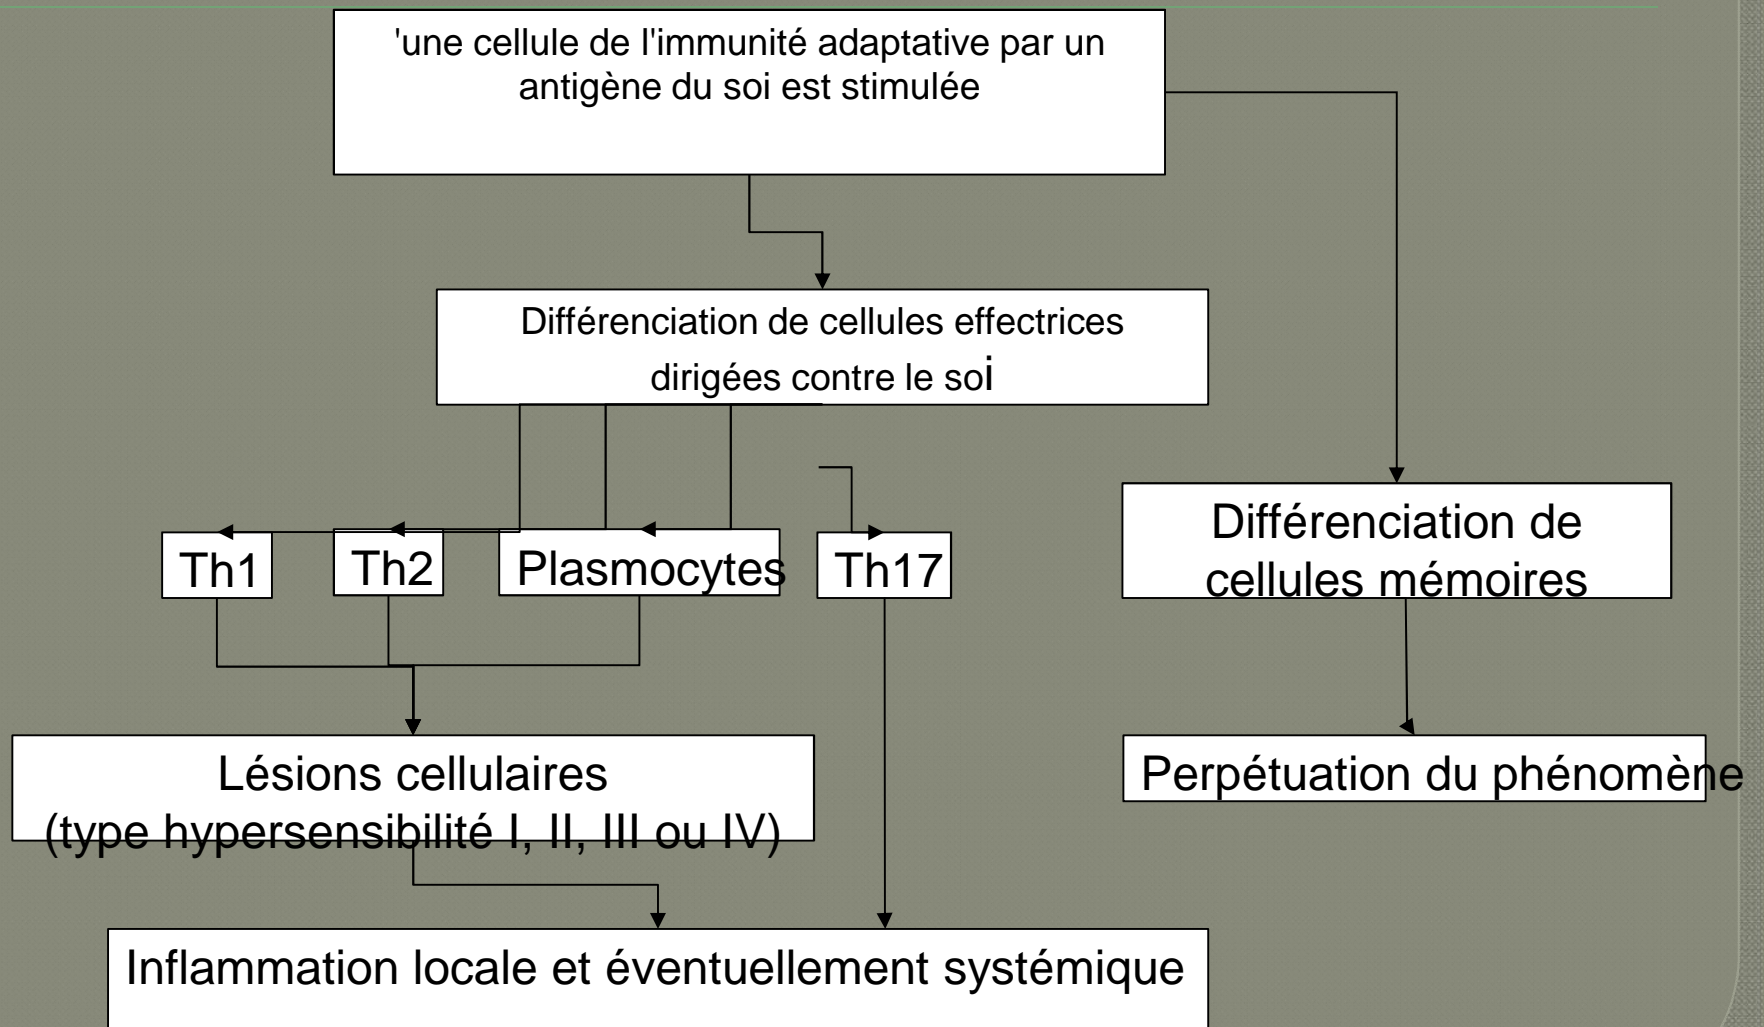 'une cellule de l'immunité adaptative par un
antigène du soi est stimulée
Différenciation de cellules effectrices
dirigées contre le soi
Th1
Th2
Plasmocytes
Th17
Différenciation de
cellules mémoires
Lésions cellulaires
(type hypersensibilité I, II, III ou IV)
Perpétuation du phénomène
Inflammation locale et éventuellement systémique